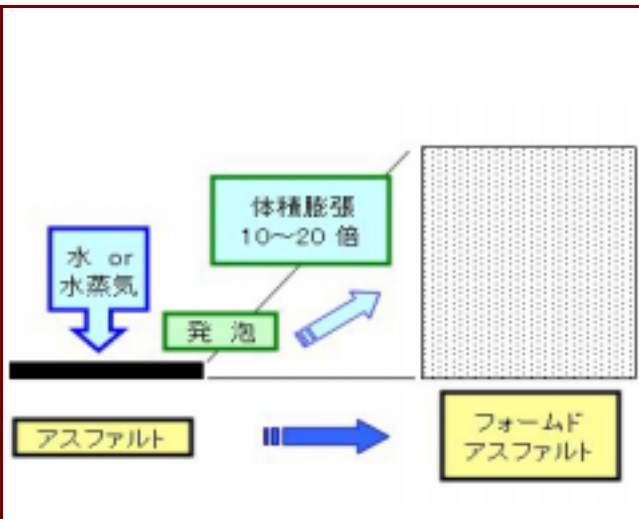 体積膨張
10～20 倍
水 or
水蒸気
発 泡
アスファルト
フォームド
アスファルト